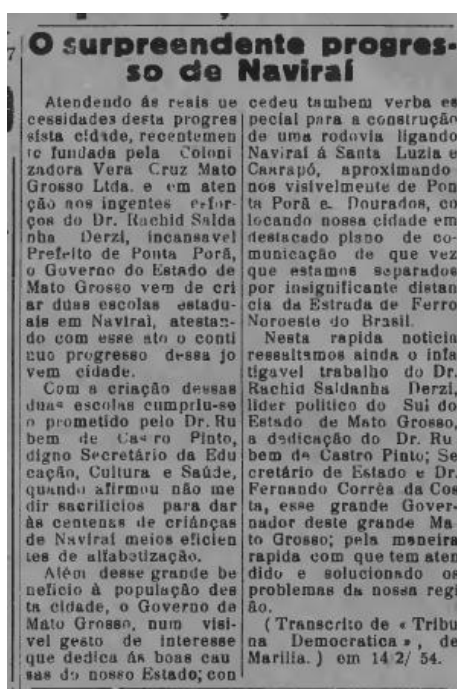 O surpreendente progres-
so de Naviraí
Atendendo ás reais ne
cessidades desta progres
sista cidade, recentemen
te fundada pela Coloni
zadora Vera Cruz Mato
Grosso Ltda. e em aten
ção aos ingentes esfor-
ços do Dr. Rachid Salda
nha Derzi, incansavel
Prefeito de Ponta Porã,
o Governo do Estado de
Mato Grosso vem de cri
ar duas escolas estadu-
ais em Naviraí, atestan-
do com esse ato o conti
nuo progresso dessa jo
vem cidade.
Com a criação dessas
duas escolas cumpriu-se
o prometido pelo Dr. Ru
bem de Castro Pinto,
digno Secretário da Edu
cação, Cultura e Saúde,
quando afirmou não me
dir sacrificios para dar
às centenas de criánças
de Naviraí meios eficien
tes de alfabetização.
Além desse grande be
neficio à população des
ta cidade, o Governo de
Mato Grosso, num visi-
vel gesto de interesse
que dedica ás boas cau
sas do nosso Estado; con
cedeu tambem verba es
pecial para a construção
de uma rodovia ligando
Naviraí á Santa Luzia e
Caarapó, aproximando
nos visivelmente de Pon
ta Porã e Dourados, co
locando nossa cidade em
destacado plano de co-
municação de que vez
que estamos separados
por insignificante distan
cia da Estrada de Ferro
Noroeste do Brasil.
Nesta rapida noticia
ressaltamos ainda o infa
tigavel trabalho do Dr.
Rachid Saldanha Derzi,
lider politico do Sul do
Estado de Mato Grosso,
a dedicação do Dr. Ru
bem de Castro Pinto; Se
cretário de Estado e Dr.
Fernando Corrêa da Cos
ta, esse grande Gover-
nador deste grande Ma
to Grosso; pela maneira
rapida com que tem aten
dido e solucionado os
problemas da nossa regi
ão.
(Transcrito de « Tribu
na Democratica », de
Marilia.) em 14/2/54.